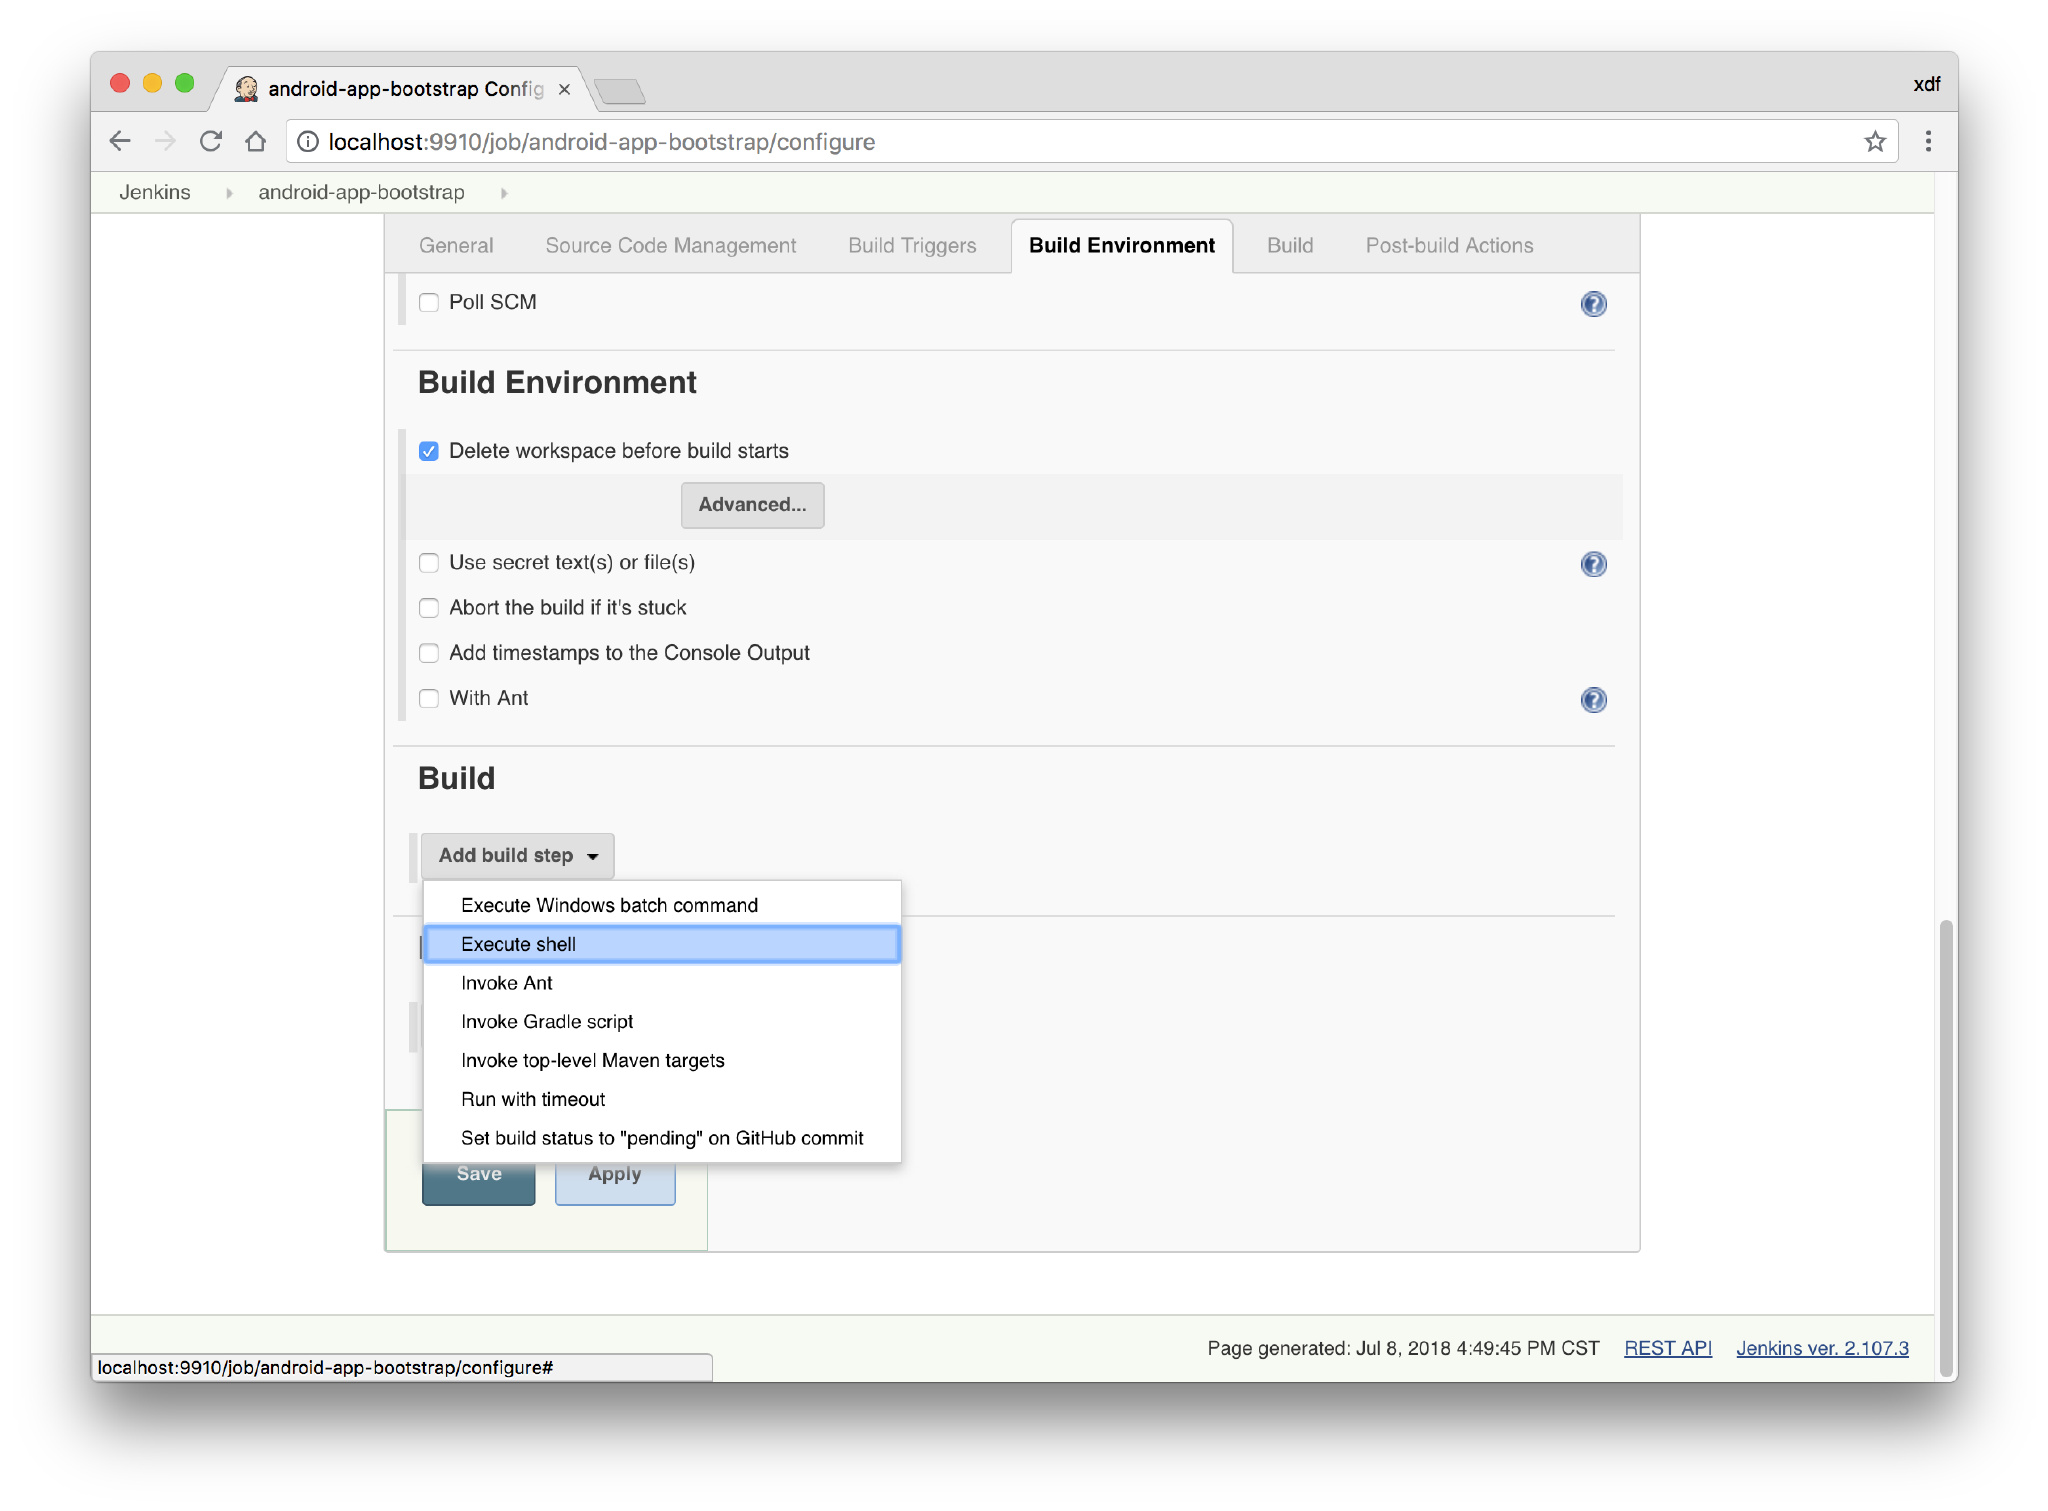 android-app-bootstrap Config
xdf
localhost:9910/job/android-app-bootstrap/configure
Jenkins
android-app-bootstrap
General
Source Code Management
Build Triggers
Build Environment
Build
Post-build Actions
Poll SCM
Build Environment
Delete workspace before build starts
Advanced...
Use secret text(s) or file(s)
Abort the build if it's stuck
Add timestamps to the Console Output
With Ant
Build
Add build step
Execute Windows batch command
Execute shell
Invoke Ant
Invoke Gradle script
Invoke top-level Maven targets
Run with timeout
Set build status to "pending" on GitHub commit
Save
Apply
Page generated: Jul 8, 2018 4:49:45 PM CST
REST API
Jenkins ver. 2.107.3
localhost:9910/job/android-app-bootstrap/configure#